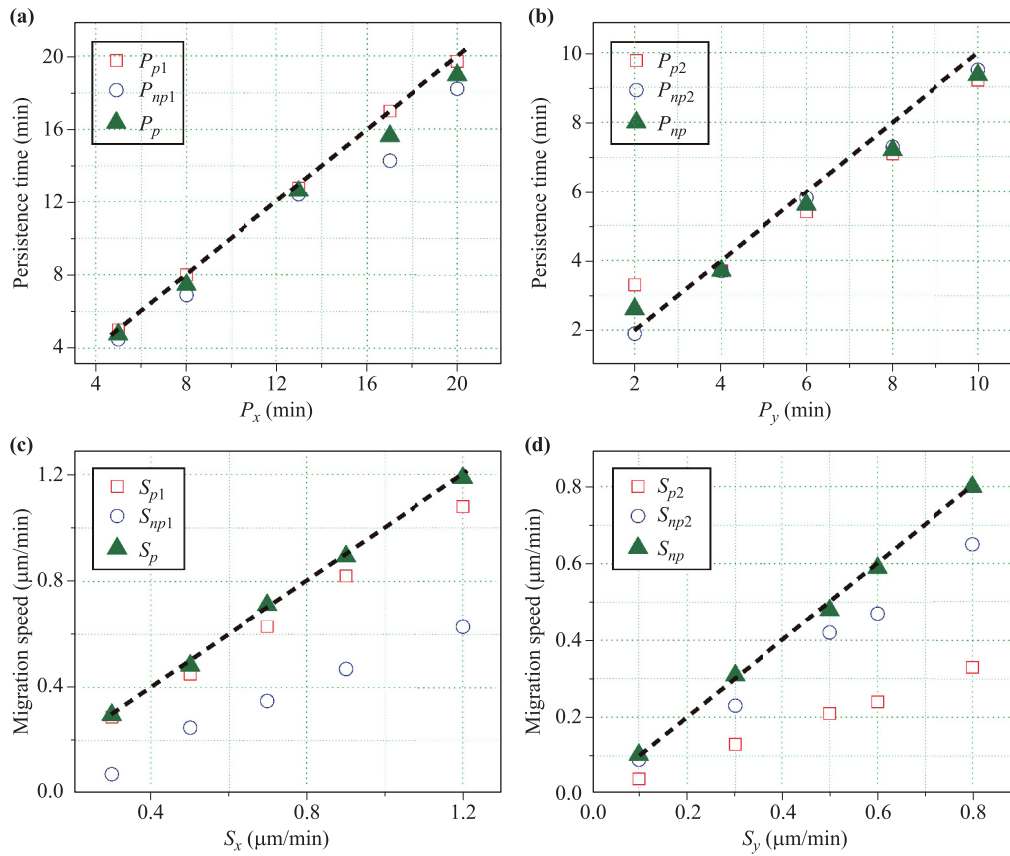 (a)
P_p1
P_np1
P_p
Persistence time (min)
20
16
12
8
4
4 8 12 16 20
P_x (min)
(b)
P_p2
P_np2
P_np
Persistence time (min)
10
8
6
4
2
2 4 6 8 10
P_y (min)
(c)
S_p1
S_np1
S_p
Migration speed (μm/min)
1.2
0.8
0.4
0.0
0.4 0.8 1.2
S_x (μm/min)
(d)
S_p2
S_np2
S_np
Migration speed (μm/min)
0.8
0.6
0.4
0.2
0.0
0.0 0.2 0.4 0.6 0.8
S_y (μm/min)